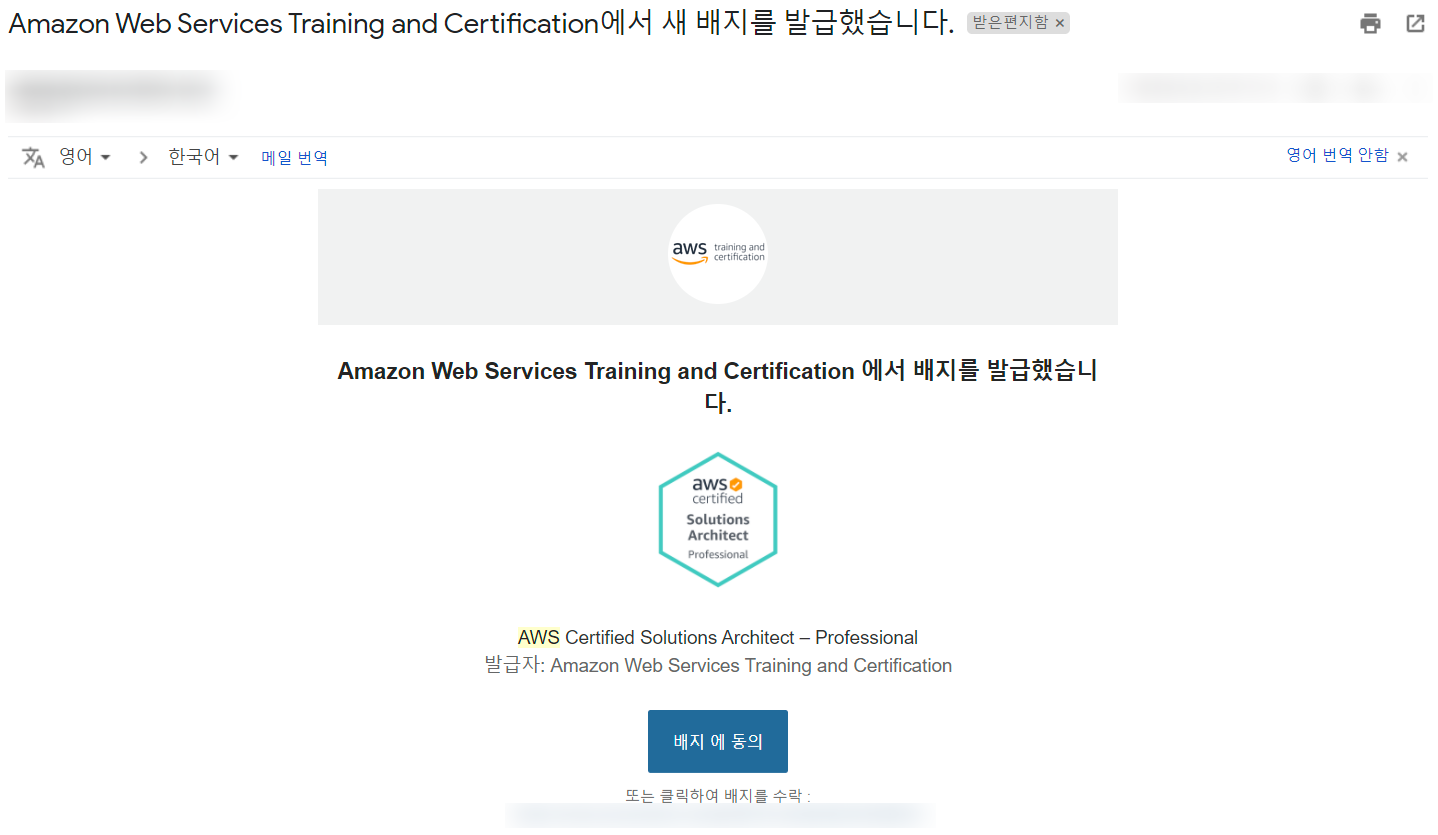 Amazon Web Services Training and Certification에서 새 배지를 발급했습니다. 받은편지함 ×
영어 한국어 메일 번역 영어 번역 안함 ×
aws training and
certification
Amazon Web Services Training and Certification 에서 배지를 발급했습니
다.
aws
certified
Solutions
Architect
Professional
AWS Certified Solutions Architect – Professional
발급자: Amazon Web Services Training and Certification
배지 에 동의
또는 클릭하여 배지를 수락 :